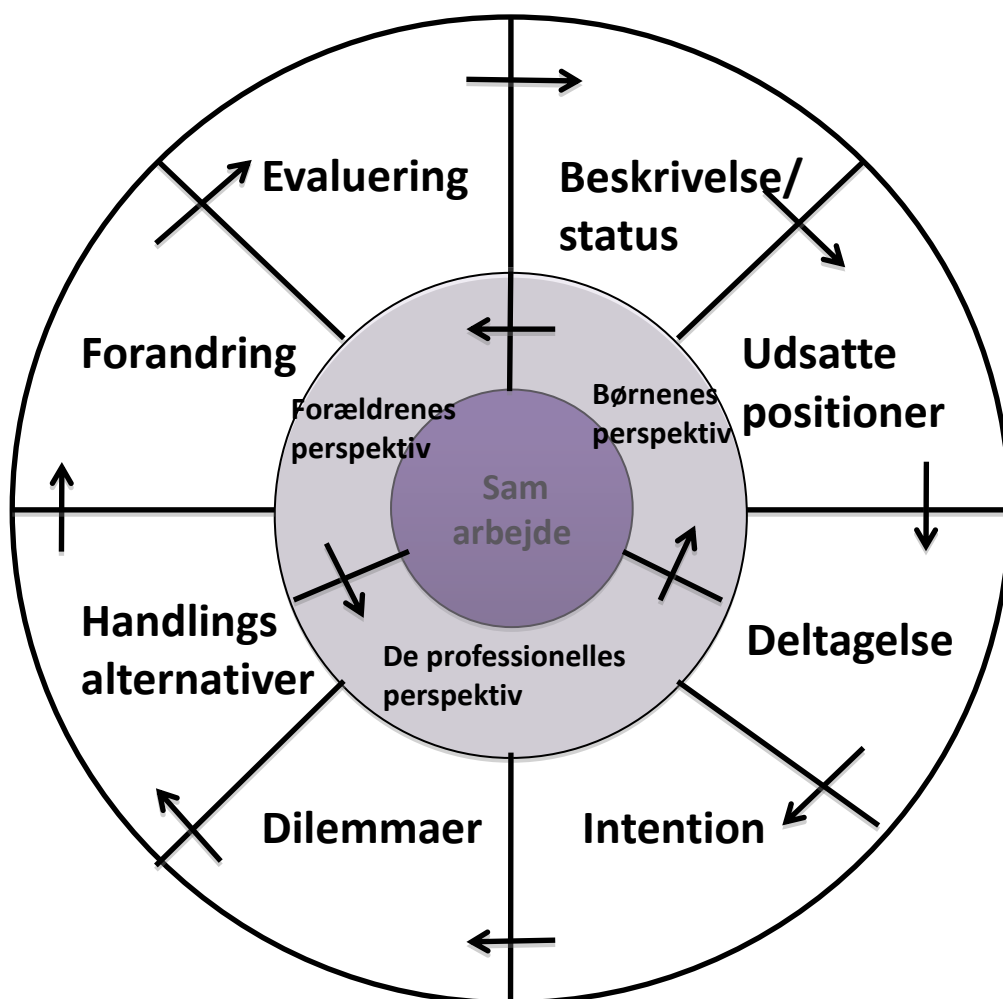 Evaluering
Beskrivelse/
status
Udsatte
positioner
Deltagelse
Intention
Dilemmaer
Handlings
alternativer
Forandring
Forældrenes
perspektiv
Børnenes
perspektiv
De professionelles
perspektiv
Sam
arbejde